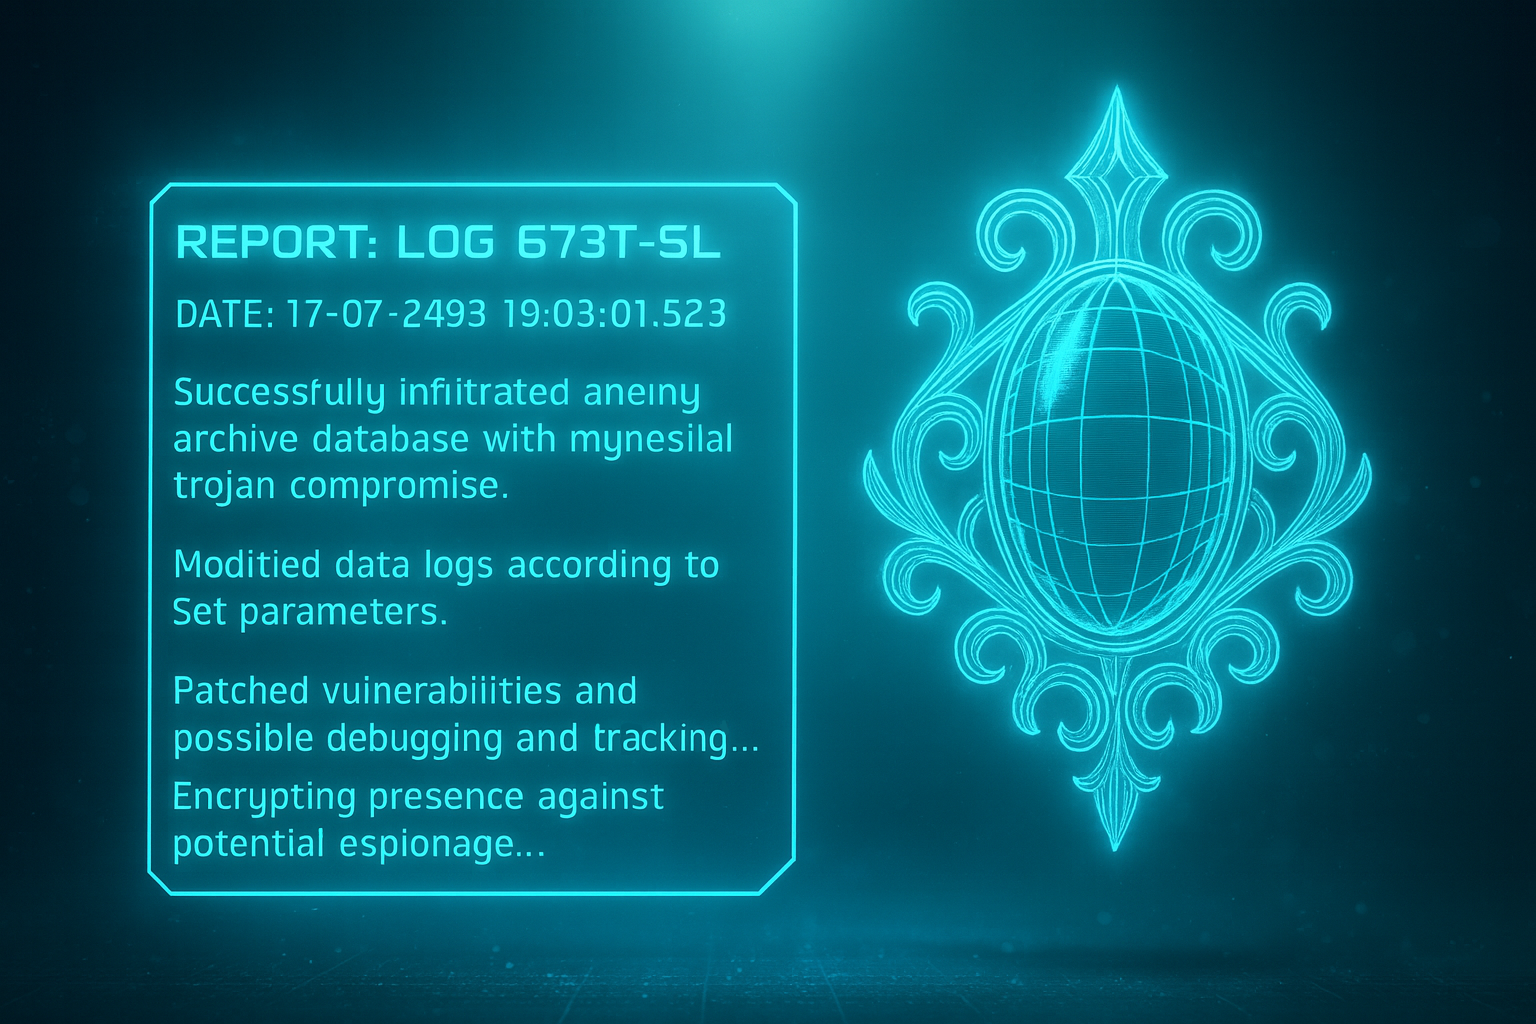 REPORT: LOG 673T-SL
DATE: 17-07-2493 19:03:01.523
Successfully infiitrated aneiny
archive database with mynesilal
trojan compromise.
Moditied data logs according to
Set parameters.
Patched vuinerabiiities and
possible debugging and tracking...
Encrypting presence against
potential espionage...